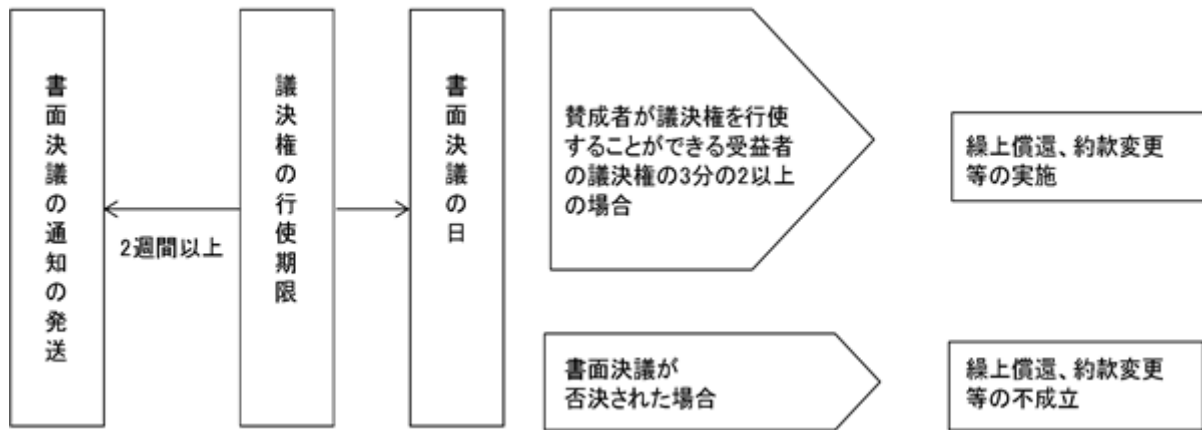 書面決議の通知の発送
2週間以上
議決権の行使期限
書面決議の日
賛成者が議決権を行使
することができる受益者
の議決権の3分の2以上
の場合
繰上償還、約款変更
等の実施
書面決議が
否決された場合
繰上償還、約款変更
等の不成立